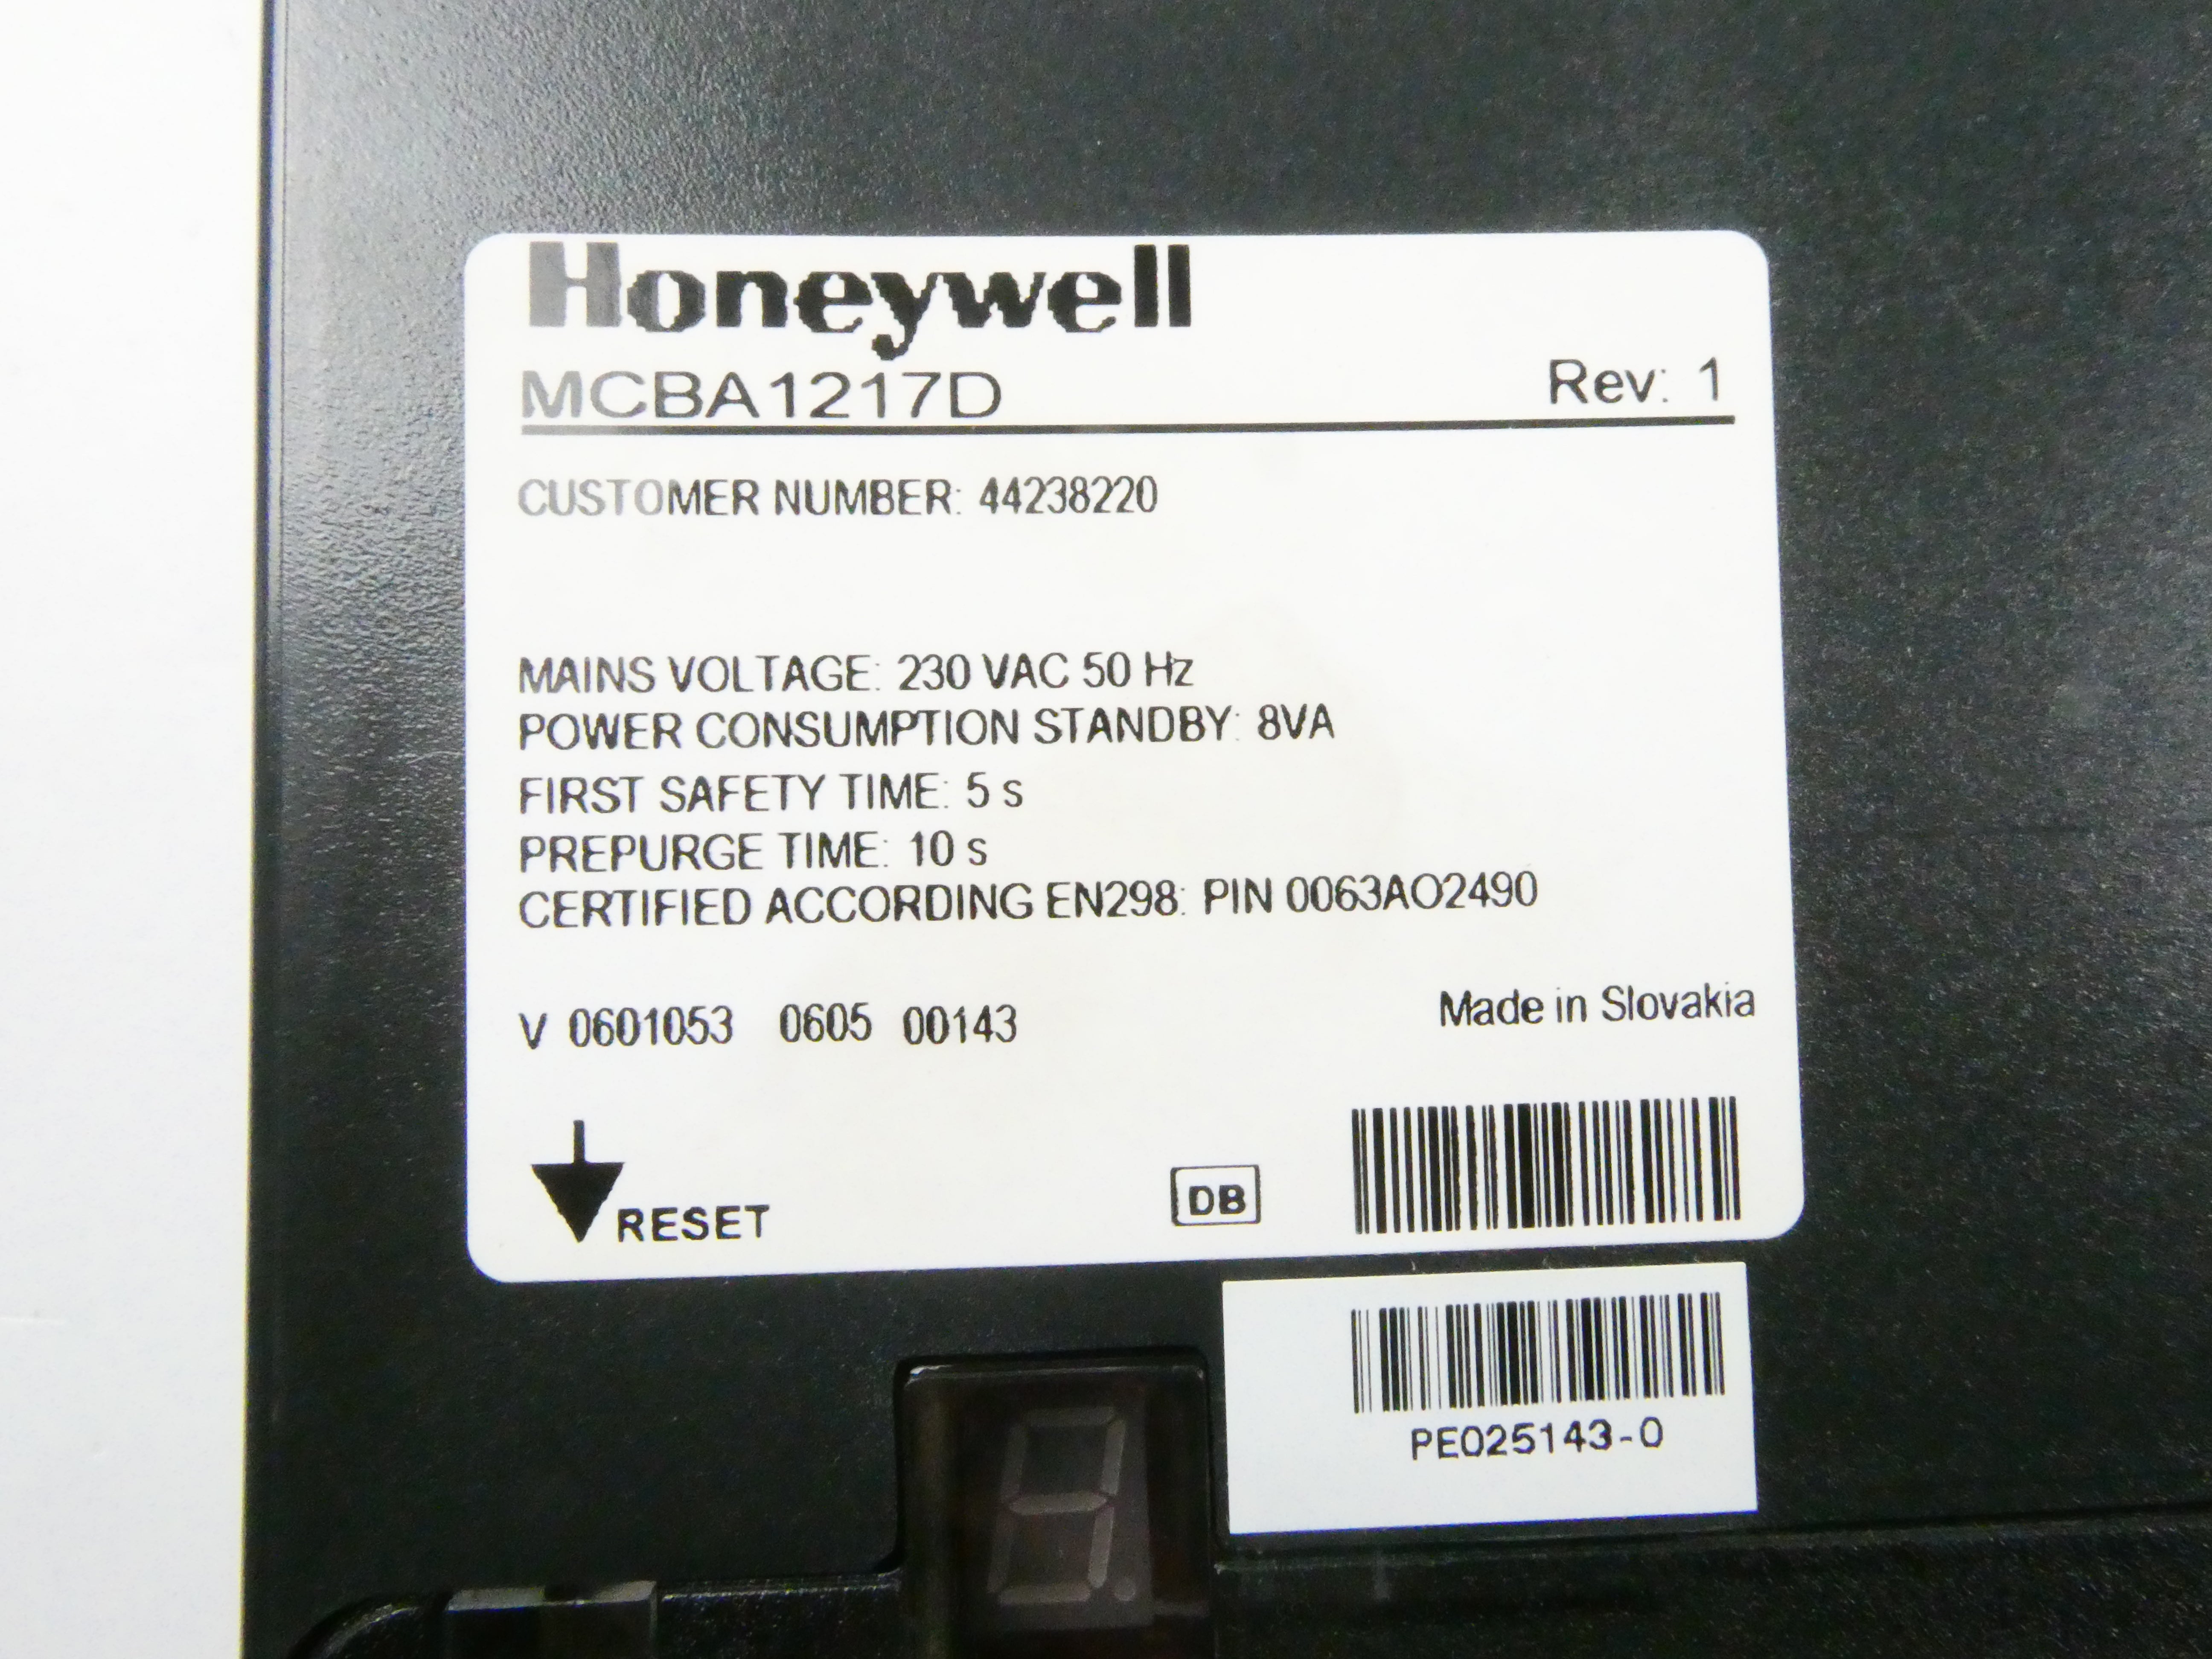 Honeywell
MCBA1217D Rev: 1
CUSTOMER NUMBER: 44238220
MAINS VOLTAGE: 230 VAC 50 Hz
POWER CONSUMPTION STANDBY: 8VA
FIRST SAFETY TIME: 5 s
PREPURGE TIME: 10 s
CERTIFIED ACCORDING EN298: PIN 0063AO2490
V 0601053 0605 00143 Made in Slovakia
RESET DB
PE025143-0